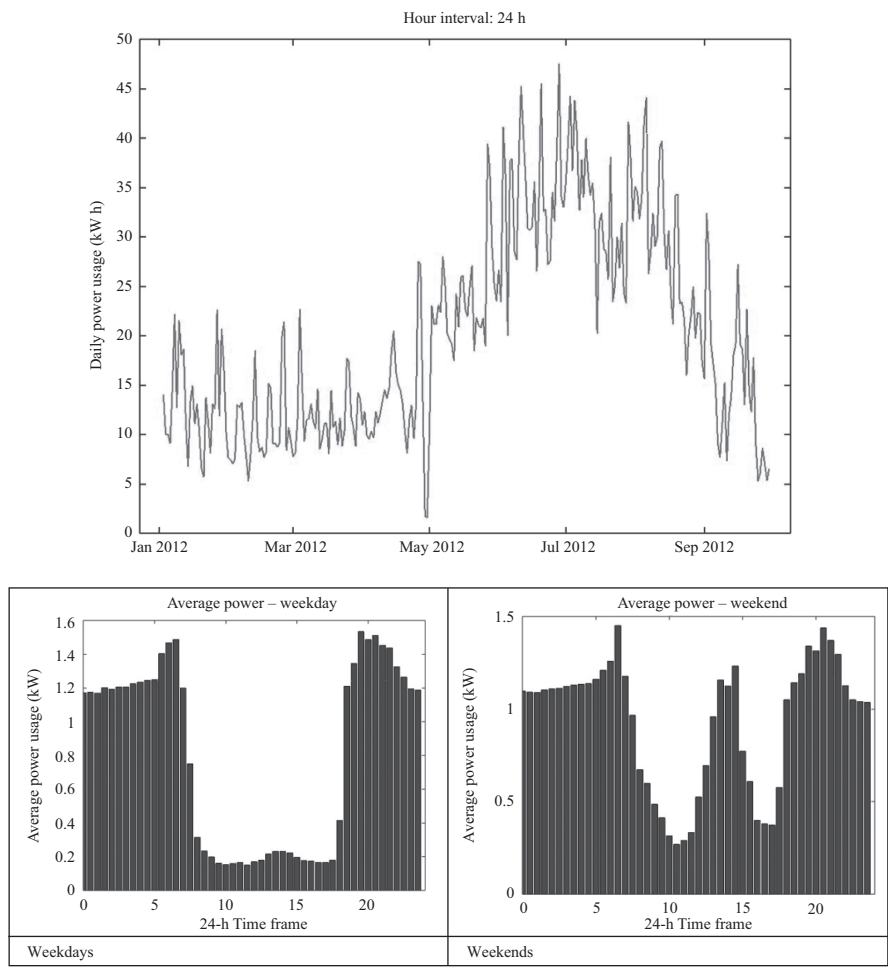 Hour interval: 24 h
50
45
40
35
30
25
20
15
10
5
0
Daily power usage (kW h)
Jan 2012 Mar 2012 May 2012 Jul 2012 Sep 2012
Average power – weekday
1.6
1.4
1.2
1
0.8
0.6
0.4
0.2
0
Average power usage (kW)
0 5 10 15 20
24-h Time frame
Weekdays
Average power – weekend
1.5
1
0.5
0
Average power usage (kW)
0 5 10 15 20
24-h Time frame
Weekends